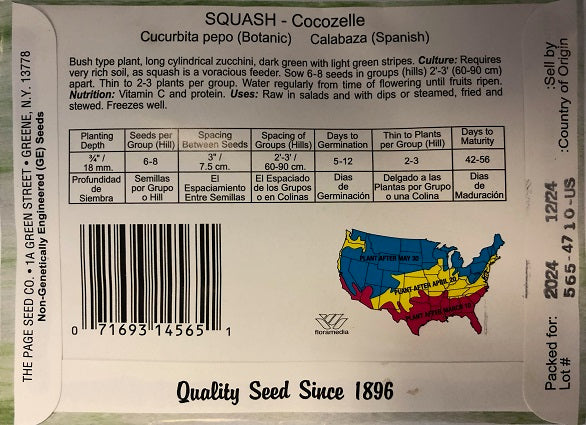 SQUASH - Cocozelle
Cucurbita pepo (Botanic) Calabaza (Spanish)
Bush type plant, long cylindrical zucchini, dark green with light green stripes. Culture: Requires
very rich soil, as squash is a voracious feeder. Sow 6-8 seeds in groups (hills) 2'-3' (60-90 cm)
apart. Thin to 2-3 plants per group. Water regularly from time of flowering until fruits ripen.
Nutrition: Vitamin C and protein. Uses: Raw in salads and with dips or steamed, fried and
stewed. Freezes well.
Planting Depth Seeds per Group (Hill) Spacing Between Seeds Spacing of Groups (Hill) Days to Germination Thin to Plants per Group (Hill) Days to Maturity
3/4" / 18 mm. 6-8 3" / 7.5 cm. 2'-3' / 60-90 cm. 5-12 2-3 42-56
Profundidad de Siembra Semillas por Grupo o Hill El Espaciamiento Entre Semillas El Espaciado de los Grupos o en Colinas Dias de Germinación Delgado a las Plantas por Grupo o una Colina Dias de Maduración
0 71693 14565 1
floramedia
PLANT AFTER MAY 30
PLANT AFTER APRIL 20
PLANT AFTER MARCH 10
Quality Seed Since 1896
THE PAGE SEED CO. • 1A GREEN STREET • GREENE, N.Y. 13778
Non-Genetically Engineered (GE) Seeds
Packed for: 2024 12/24 :Sell by
Lot # 565-4710-US :Country of Origin